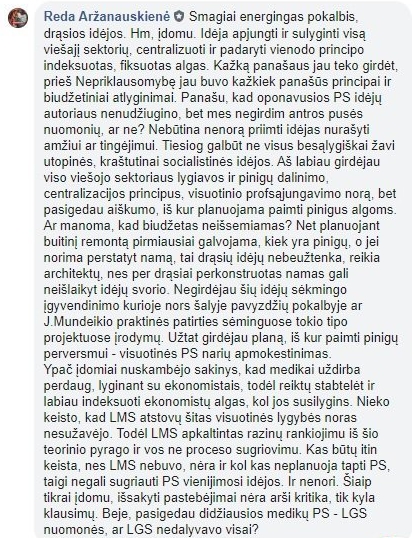 Reda Aržanauskienė Smagiai energingas pokalbis,
drąsios idėjos. Hm, įdomu. Idėja apjungti ir sulyginti visą
viešąjį sektorių, centralizuoti ir padaryti vienodo principo
indeksuotas, fiksuotas algas. Kažką panašaus jau teko girdėt,
prieš Nepriklausomybę jau buvo kažkiek panašūs principai ir
biudžetiniai atlyginimai. Panašu, kad oponavusios PS idėjų
autoriaus nenudžiugino, bet mes negirdim antros pusės
nuomonių, ar ne? Nebūtina nenorą priimti idėjas nurašyti
amžiui ar tingėjimui. Tiesiog galbūt ne visus besąlygiškai žavi
utopinės, kraštutinai socialistinės idėjos. Aš labiau girdėjau
viso viešojo sektoriaus lygiavos ir pinigų dalinimo,
centralizacijos principus, visuotinio profsąjungavimo norą, bet
pasigedau aiškumo, iš kur planuojama paimti pinigus algoms.
Ar manoma, kad biudžetas neišsemiamas? Net planuojant
buitinį remontą pirmiausiai galvojama, kiek yra pinigų, o jei
norima perstatyt namą, tai drąsių idėjų nebeužtenka, reikia
architektų, nes per drąsiai perkonstruotas namas gali
neišlaikyt idėjų svorio. Negirdėjau šių idėjų sėkmingo
įgyvendinimo kurioje nors šalyje pavyzdžių pokalbyje ar
J.Mundeikio praktinės patirties sėminguose tokio tipo
projektuose įrodymų. Užtat girdėjau planą, iš kur paimti pinigų
perversmui - visuotinės PS narių apmokestinimas.
Ypač įdomiai nuskambėjo sakinys, kad medikai uždirba
perdaug, lyginant su ekonomistais, todėl reiktų stabtelėt ir
labiau indeksuoti ekonomistų algas, kol jos susilygins. Nieko
keisto, kad LMS atstovų šitas visuotinės lygybės noras
nesužavėjo. Todėl LMS apkaltintas razinų rankiojimu iš šio
teorinio pyrago ir vos ne proceso sugriovimu. Kas būtų itin
keista, nes LMS nebuvo, nėra ir kol kas neplanuoja tapti PS,
taigi negali sugriauti PS vienijimosi idėjos. Ir nenori. Šiaip
tikrai įdomu, išsakyti pastebėjimai nėra arši kritika, tik kyla
klausimų. Beje, pasigedau didžiausios medikų PS - LGS
nuomonės, ar LGS nedalyvavo visai?